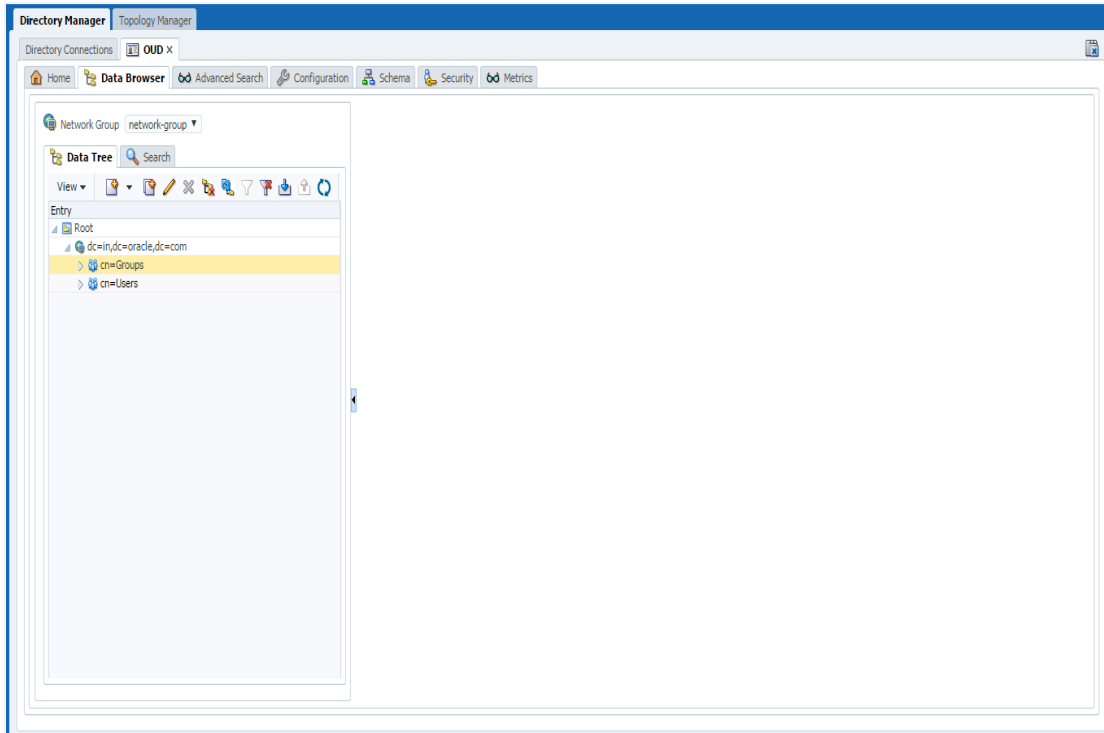 Directory Manager Topology Manager
Directory Connections OUD ×
Home Data Browser Advanced Search Configuration Schema Security Metrics
Network Group network-group
Data Tree Search
View
Entry
Root
dc=in,dc=oracle,dc=com
cn=Groups
cn=Users